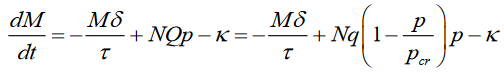 dM/dt = −Mδ/τ + NQp − κ = −Mδ/τ + Nq(1 − p/p_cr)p − κ